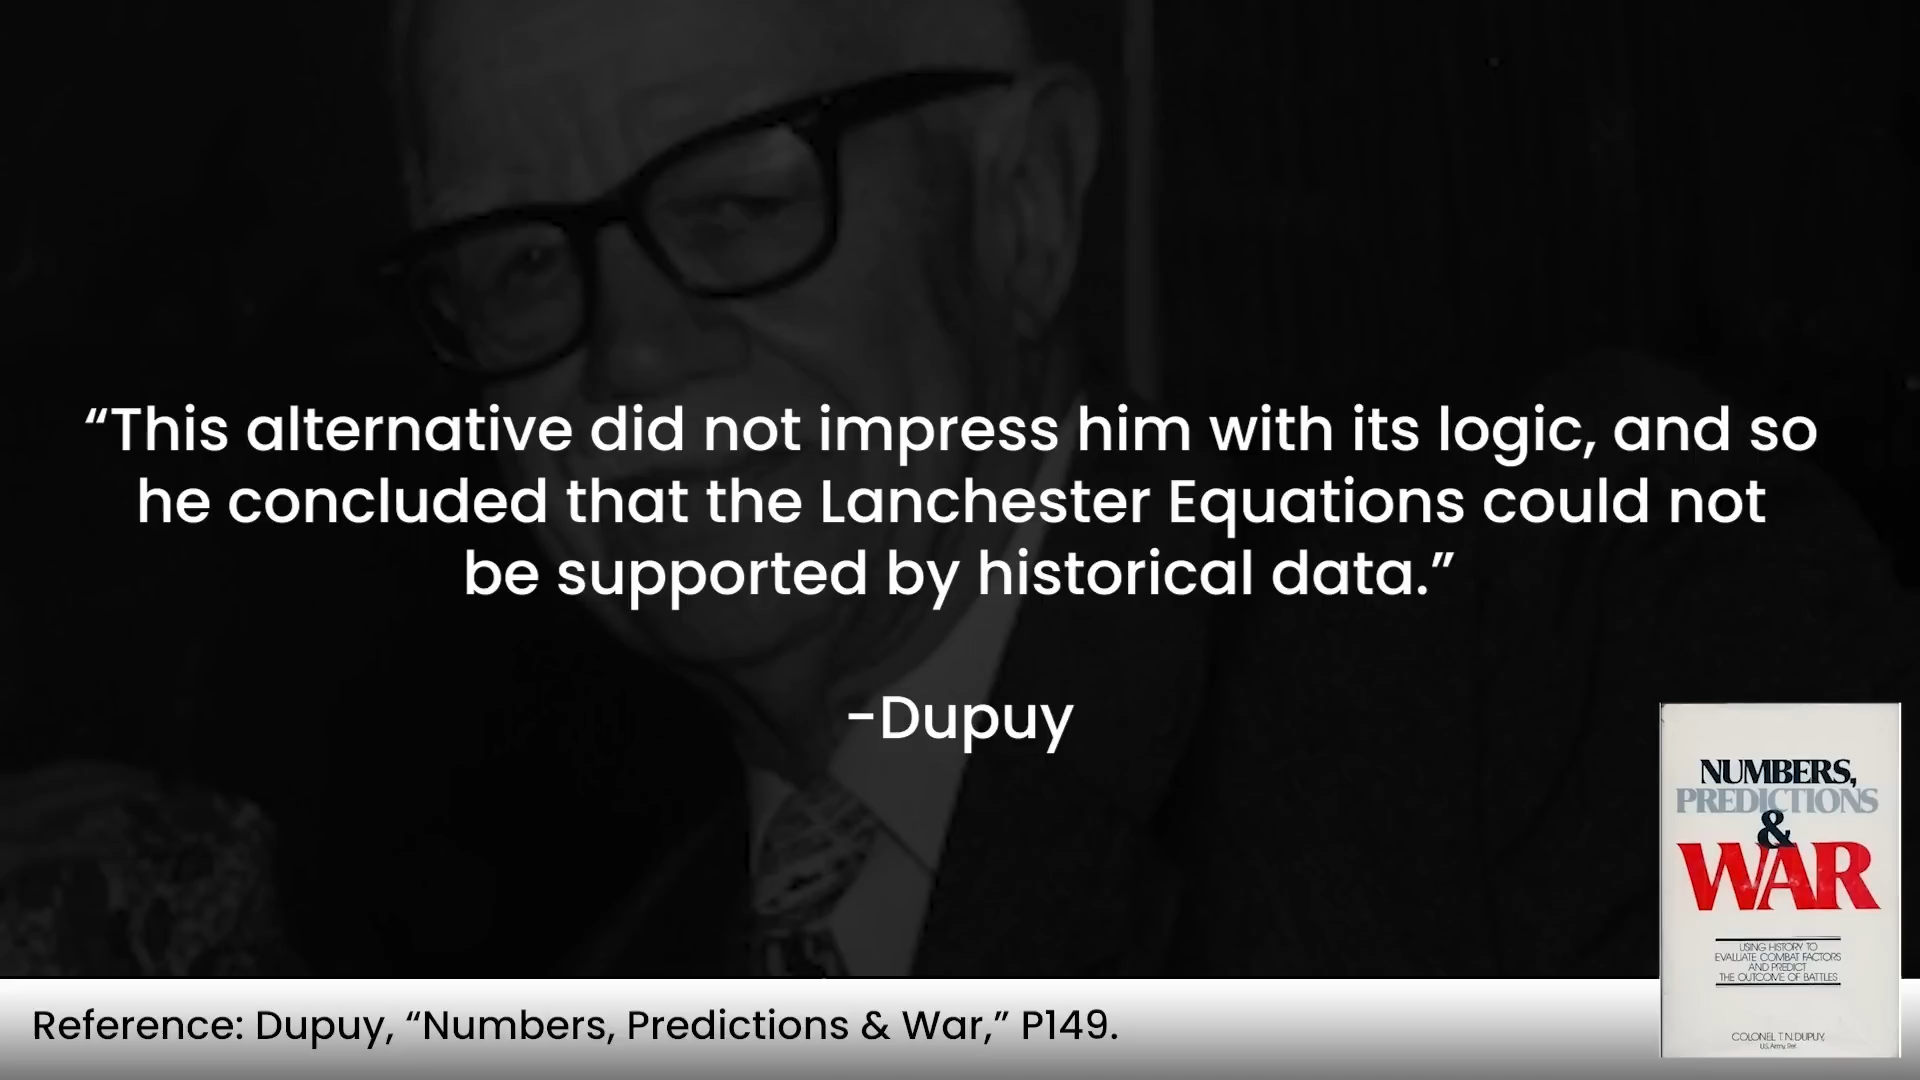 “This alternative did not impress him with its logic, and so
he concluded that the Lanchester Equations could not
be supported by historical data.”
-Dupuy
NUMBERS,
PREDICTIONS
&
WAR
USING HISTORY TO
EVALUATE COMBAT FACTORS
AND PREDICT
THE OUTCOME OF BATTLES
COLONEL T.N. DUPUY,
U.S. Army, Ret.
Reference: Dupuy, “Numbers, Predictions & War,” P149.